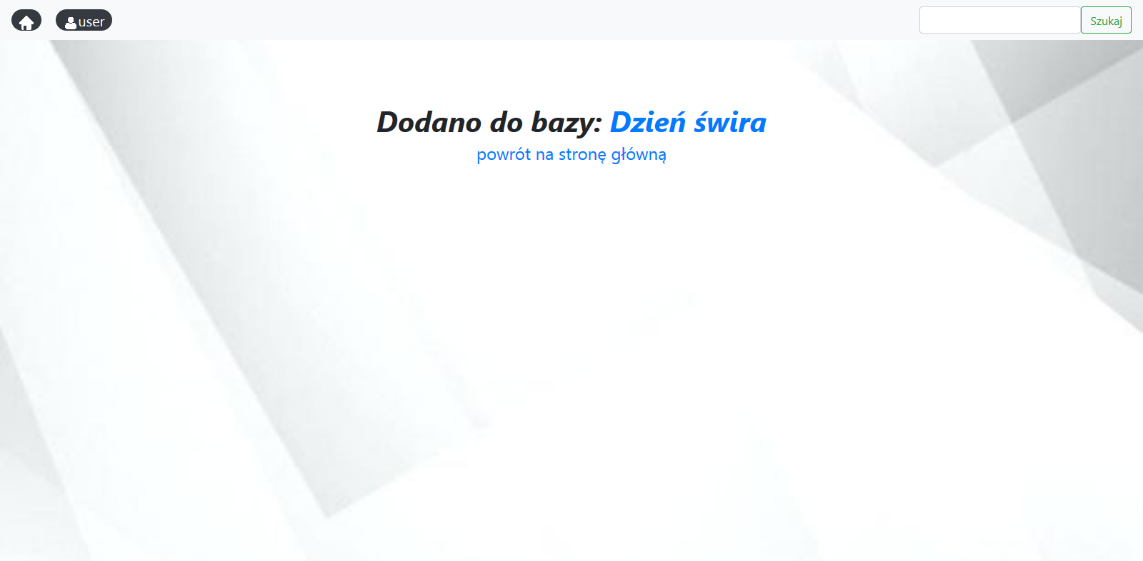 user
Szukaj
Dodano do bazy: Dzień świra
powrót na stronę główną